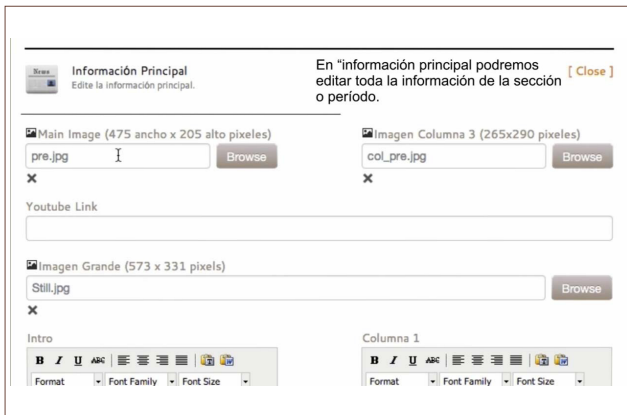 News
Información Principal
Edite la información principal.
En “información principal podremos
editar toda la información de la sección
o período.
[ Close ]
Main Image (475 ancho x 205 alto pixeles)
pre.jpg
Browse
Imagen Columna 3 (265x290 pixeles)
col_pre.jpg
Browse
Youtube Link
Imagen Grande (573 x 331 pixels)
Still.jpg
Browse
Intro
B I U ABC
Format Font Family Font Size
Columna 1
B I U ABC
Format Font Family Font Size